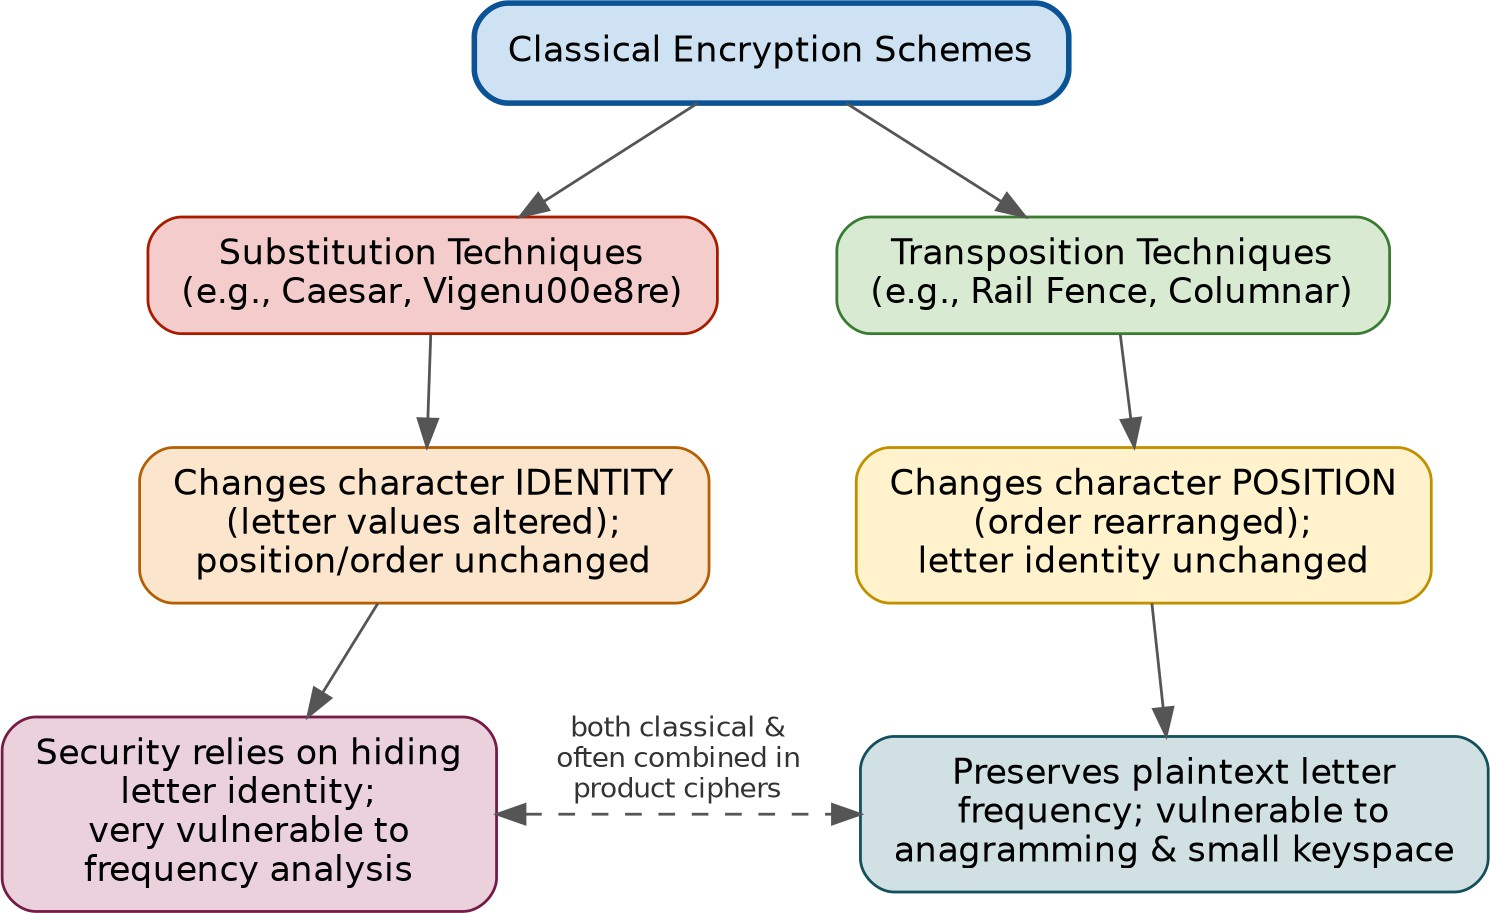 Classical Encryption Schemes
Substitution Techniques
(e.g., Caesar, Vigenu00e8re)
Transposition Techniques
(e.g., Rail Fence, Columnar)
Changes character IDENTITY
(letter values altered);
position/order unchanged
Changes character POSITION
(order rearranged);
letter identity unchanged
Security relies on hiding
letter identity;
very vulnerable to
frequency analysis
both classical &
often combined in
product ciphers
Preserves plaintext letter
frequency; vulnerable to
anagramming & small keyspace